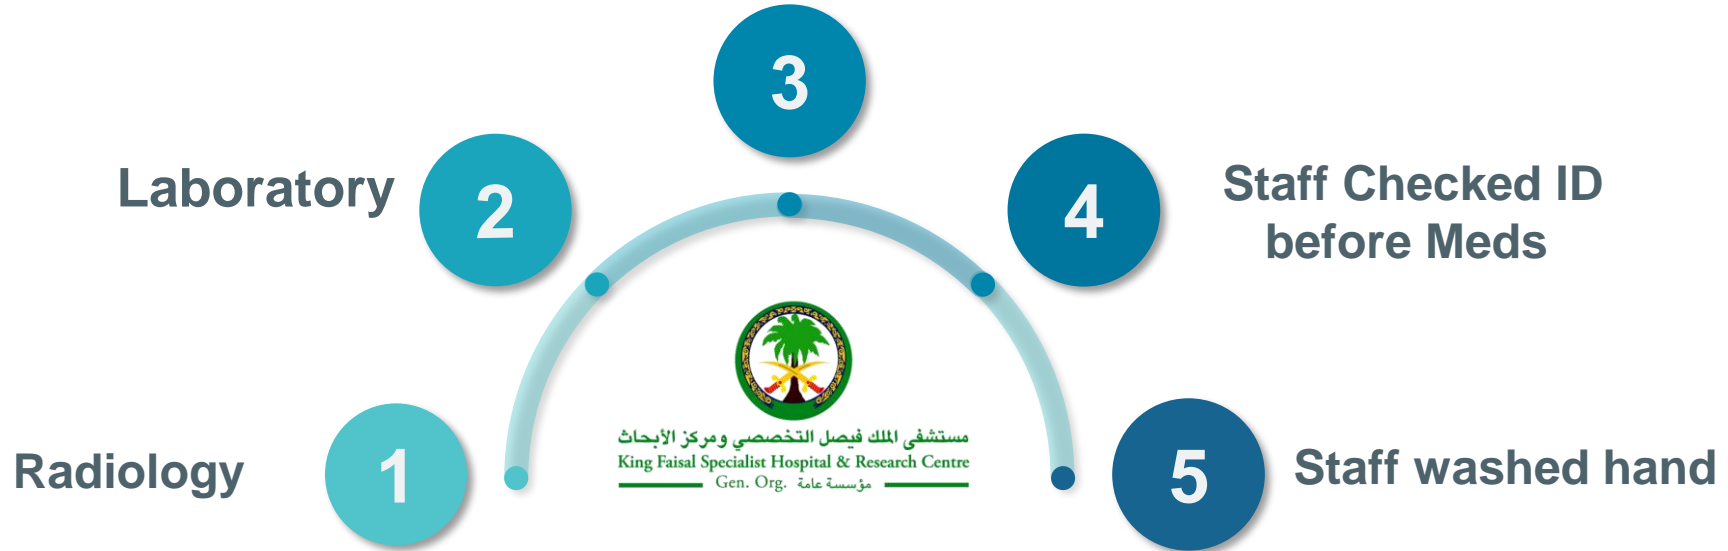 3
Laboratory
2
4
Staff Checked ID
before Meds
مستشفى الملك فيصل التخصصي ومركز الأبحاث
King Faisal Specialist Hospital & Research Centre
Gen. Org. مؤسسة عامة
Radiology
1
5
Staff washed hand